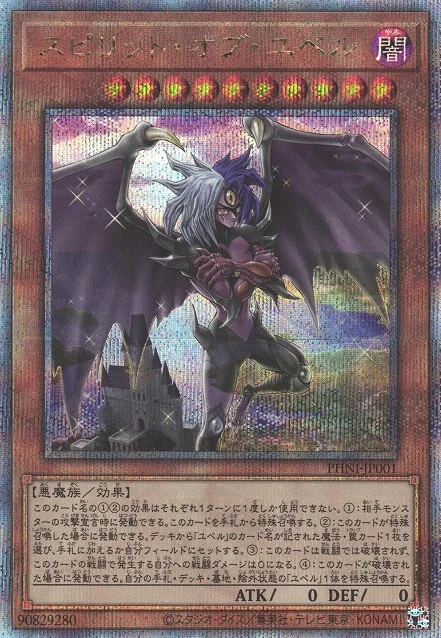 スピリット・オブ・ユベル
闇
PHNI-JP001
【悪魔族／効果】
このカード名の①②の効果はそれぞれ1ターンに1度しか使用できない。①：相手モンス
ターの攻撃宣言時に発動できる。このカードを手札から特殊召喚する。②：このカードが特殊
召喚した場合に発動できる。デッキから「ユベル」のカード名が記された魔法・罠カード1枚を
選び、手札に加えるか自分フィールドにセットする。③：このカードは戦闘では破壊されず、
このカードの戦闘で発生する自分への戦闘ダメージは0になる。④：このカードが破壊され
た場合に発動できる。自分の手札・デッキ・墓地・除外状態の「ユベル」1体を特殊召喚する。
ATK/ 0 DEF/ 0
90829280 ©スタジオ・ダイス/集英社・テレビ東京・KONAMI